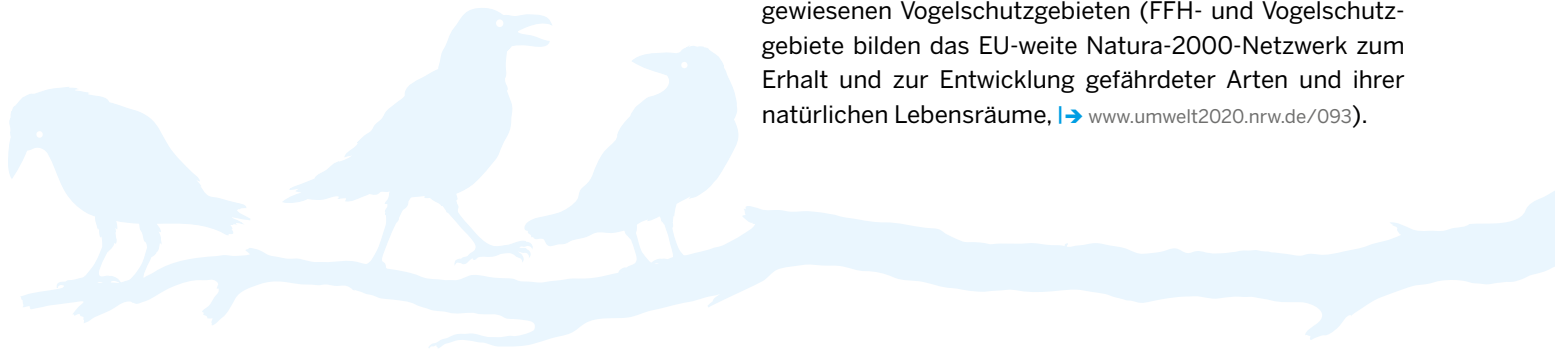 gewiesenen Vogelschutzgebieten (FFH- und Vogelschutz-
gebiete bilden das EU-weite Natura-2000-Netzwerk zum
Erhalt und zur Entwicklung gefährdeter Arten und ihrer
natürlichen Lebensräume, |➔ www.umwelt2020.nrw.de/093).